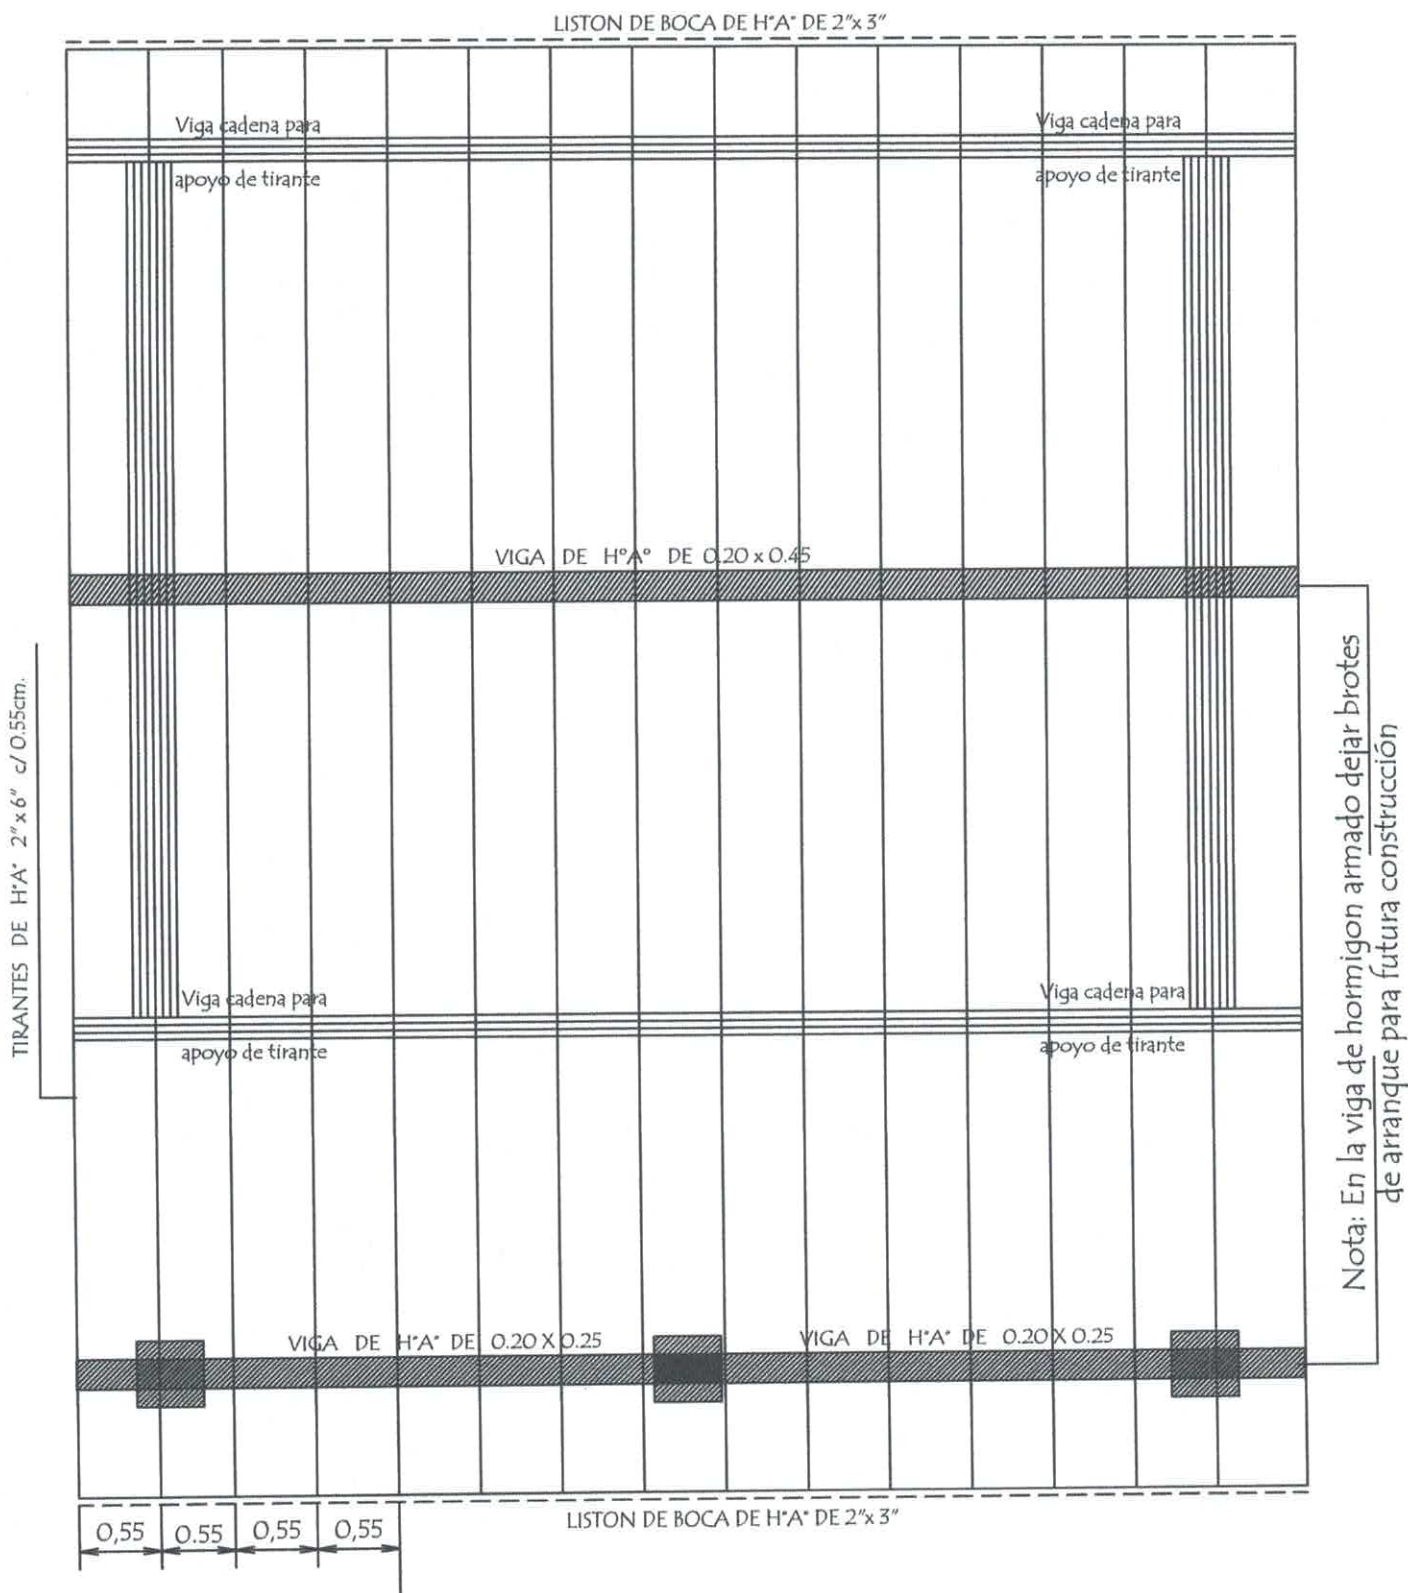 LISTON DE BOCA DE H°A° DE 2"x 3"
Viga cadena para
apoyo de tirante
Viga cadena para
apoyo de tirante
VIGA DE H°A° DE 0.20 x 0.45
TIRANTES DE H°A° 2" x 6" c/ 0.55cm.
Nota: En la viga de hormigon armado dejar brotes
de arranque para futura construcción
Viga cadena para
apoyo de tirante
Viga cadena para
apoyo de tirante
VIGA DE H°A° DE 0.20 X 0.25
VIGA DE H°A° DE 0.20 X 0.25
LISTON DE BOCA DE H°A° DE 2"x 3"
0,55 0.55 0,55 0,55